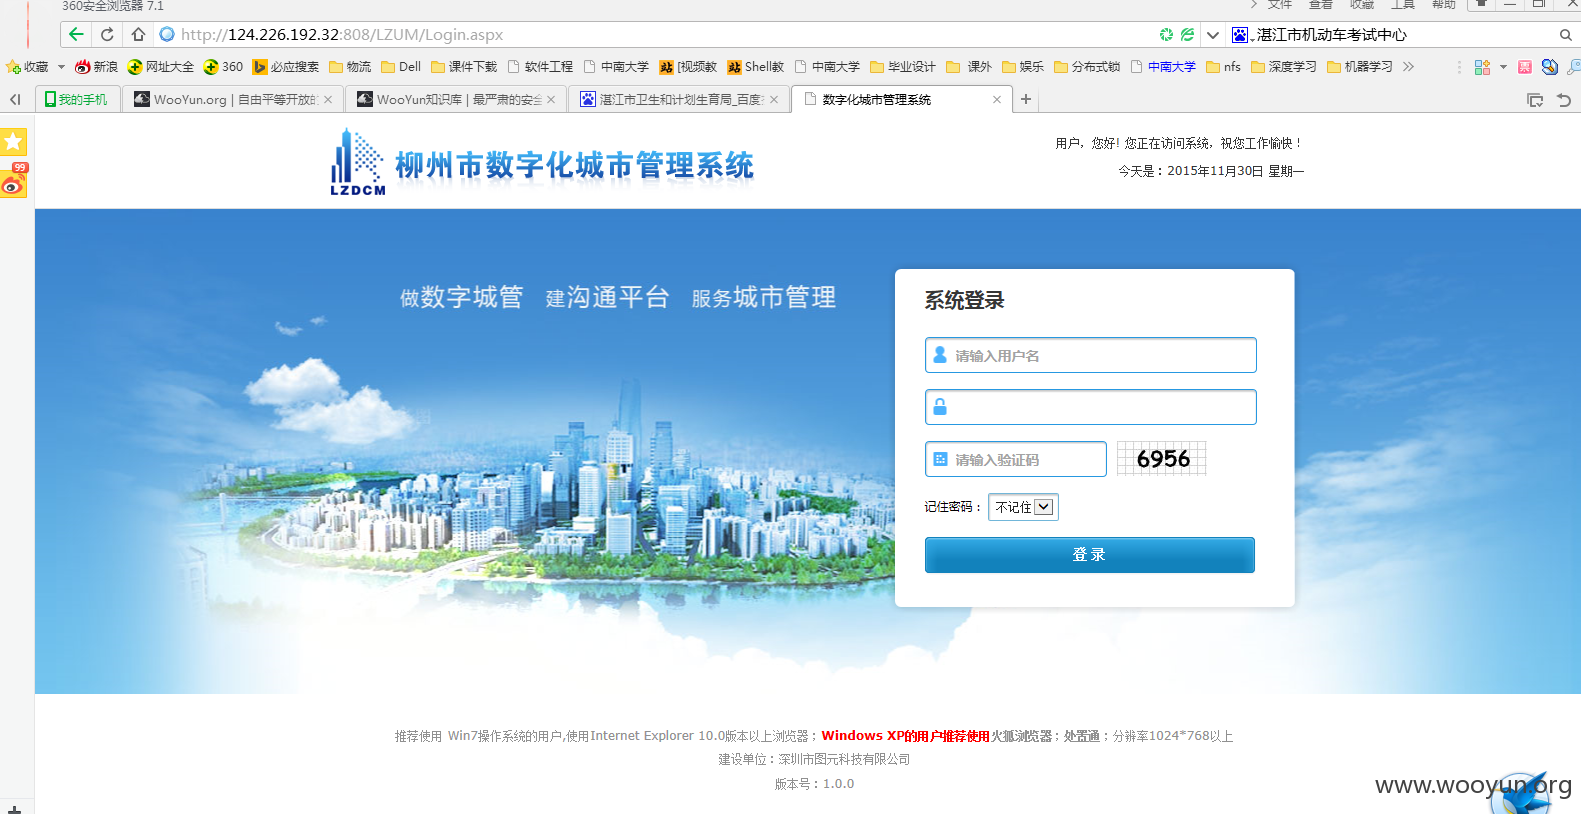 360安全浏览器 7.1
文件 查看 收藏 工具 帮助
http://124.226.192.32:808/LZUM/Login.aspx
湛江市机动车考试中心
收藏 新浪 网址大全 360 必应搜索 物流 Dell 课件下载 软件工程 中南大学 [视频教 Shell教 中南大学 毕业设计 课外 娱乐 分布式锁 中南大学 nfs 深度学习 机器学习
我的手机 WooYun.org | 自由平等开放的 WooYun知识库 | 最严肃的安全 湛江市卫生和计划生育局_百度 数字化城市管理系统
99
LZDCM
柳州市数字化城市管理系统
用户，您好! 您正在访问系统，祝您工作愉快！
今天是：2015年11月30日 星期一
做数字城管 建沟通平台 服务城市管理
系统登录
请输入用户名
请输入验证码
6956
记住密码： 不记住
登录
推荐使用 Win7操作系统的用户,使用Internet Explorer 10.0版本以上浏览器；Windows XP的用户推荐使用火狐浏览器；处置通；分辨率1024*768以上
建设单位：深圳市图元科技有限公司
版本号：1.0.0
www.wooyun.org